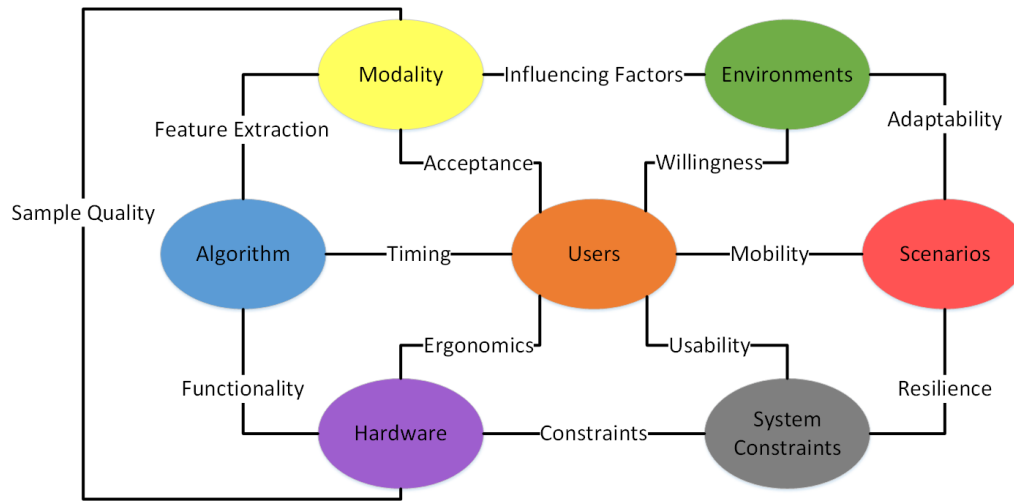 Modality
Influencing Factors
Environments
Feature Extraction
Adaptability
Acceptance
Willingness
Sample Quality
Algorithm
Timing
Users
Mobility
Scenarios
Ergonomics
Usability
Functionality
Resilience
Hardware
Constraints
System
Constraints